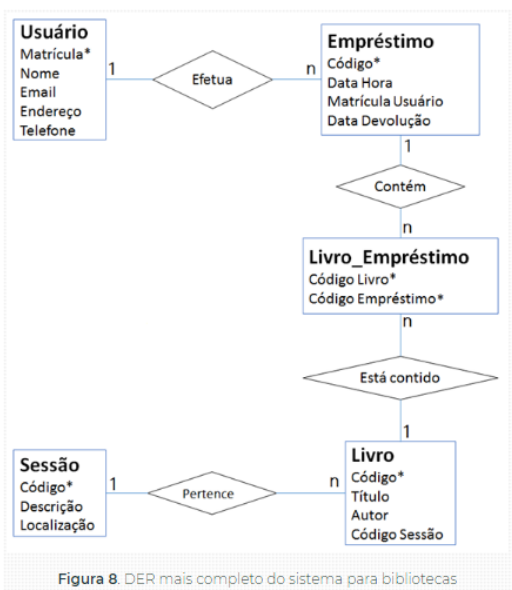 Usuário
Matrícula*
Nome
Email
Endereço
Telefone
1
Efetua
n
Empréstimo
Código*
Data Hora
Matrícula Usuário
Data Devolução
1
Contém
n
Livro_Empréstimo
Código Livro*
Código Empréstimo*
n
Está contido
1
Livro
Código*
Título
Autor
Código Sessão
n
Pertence
1
Sessão
Código*
Descrição
Localização
Figura 8. DER mais completo do sistema para bibliotecas